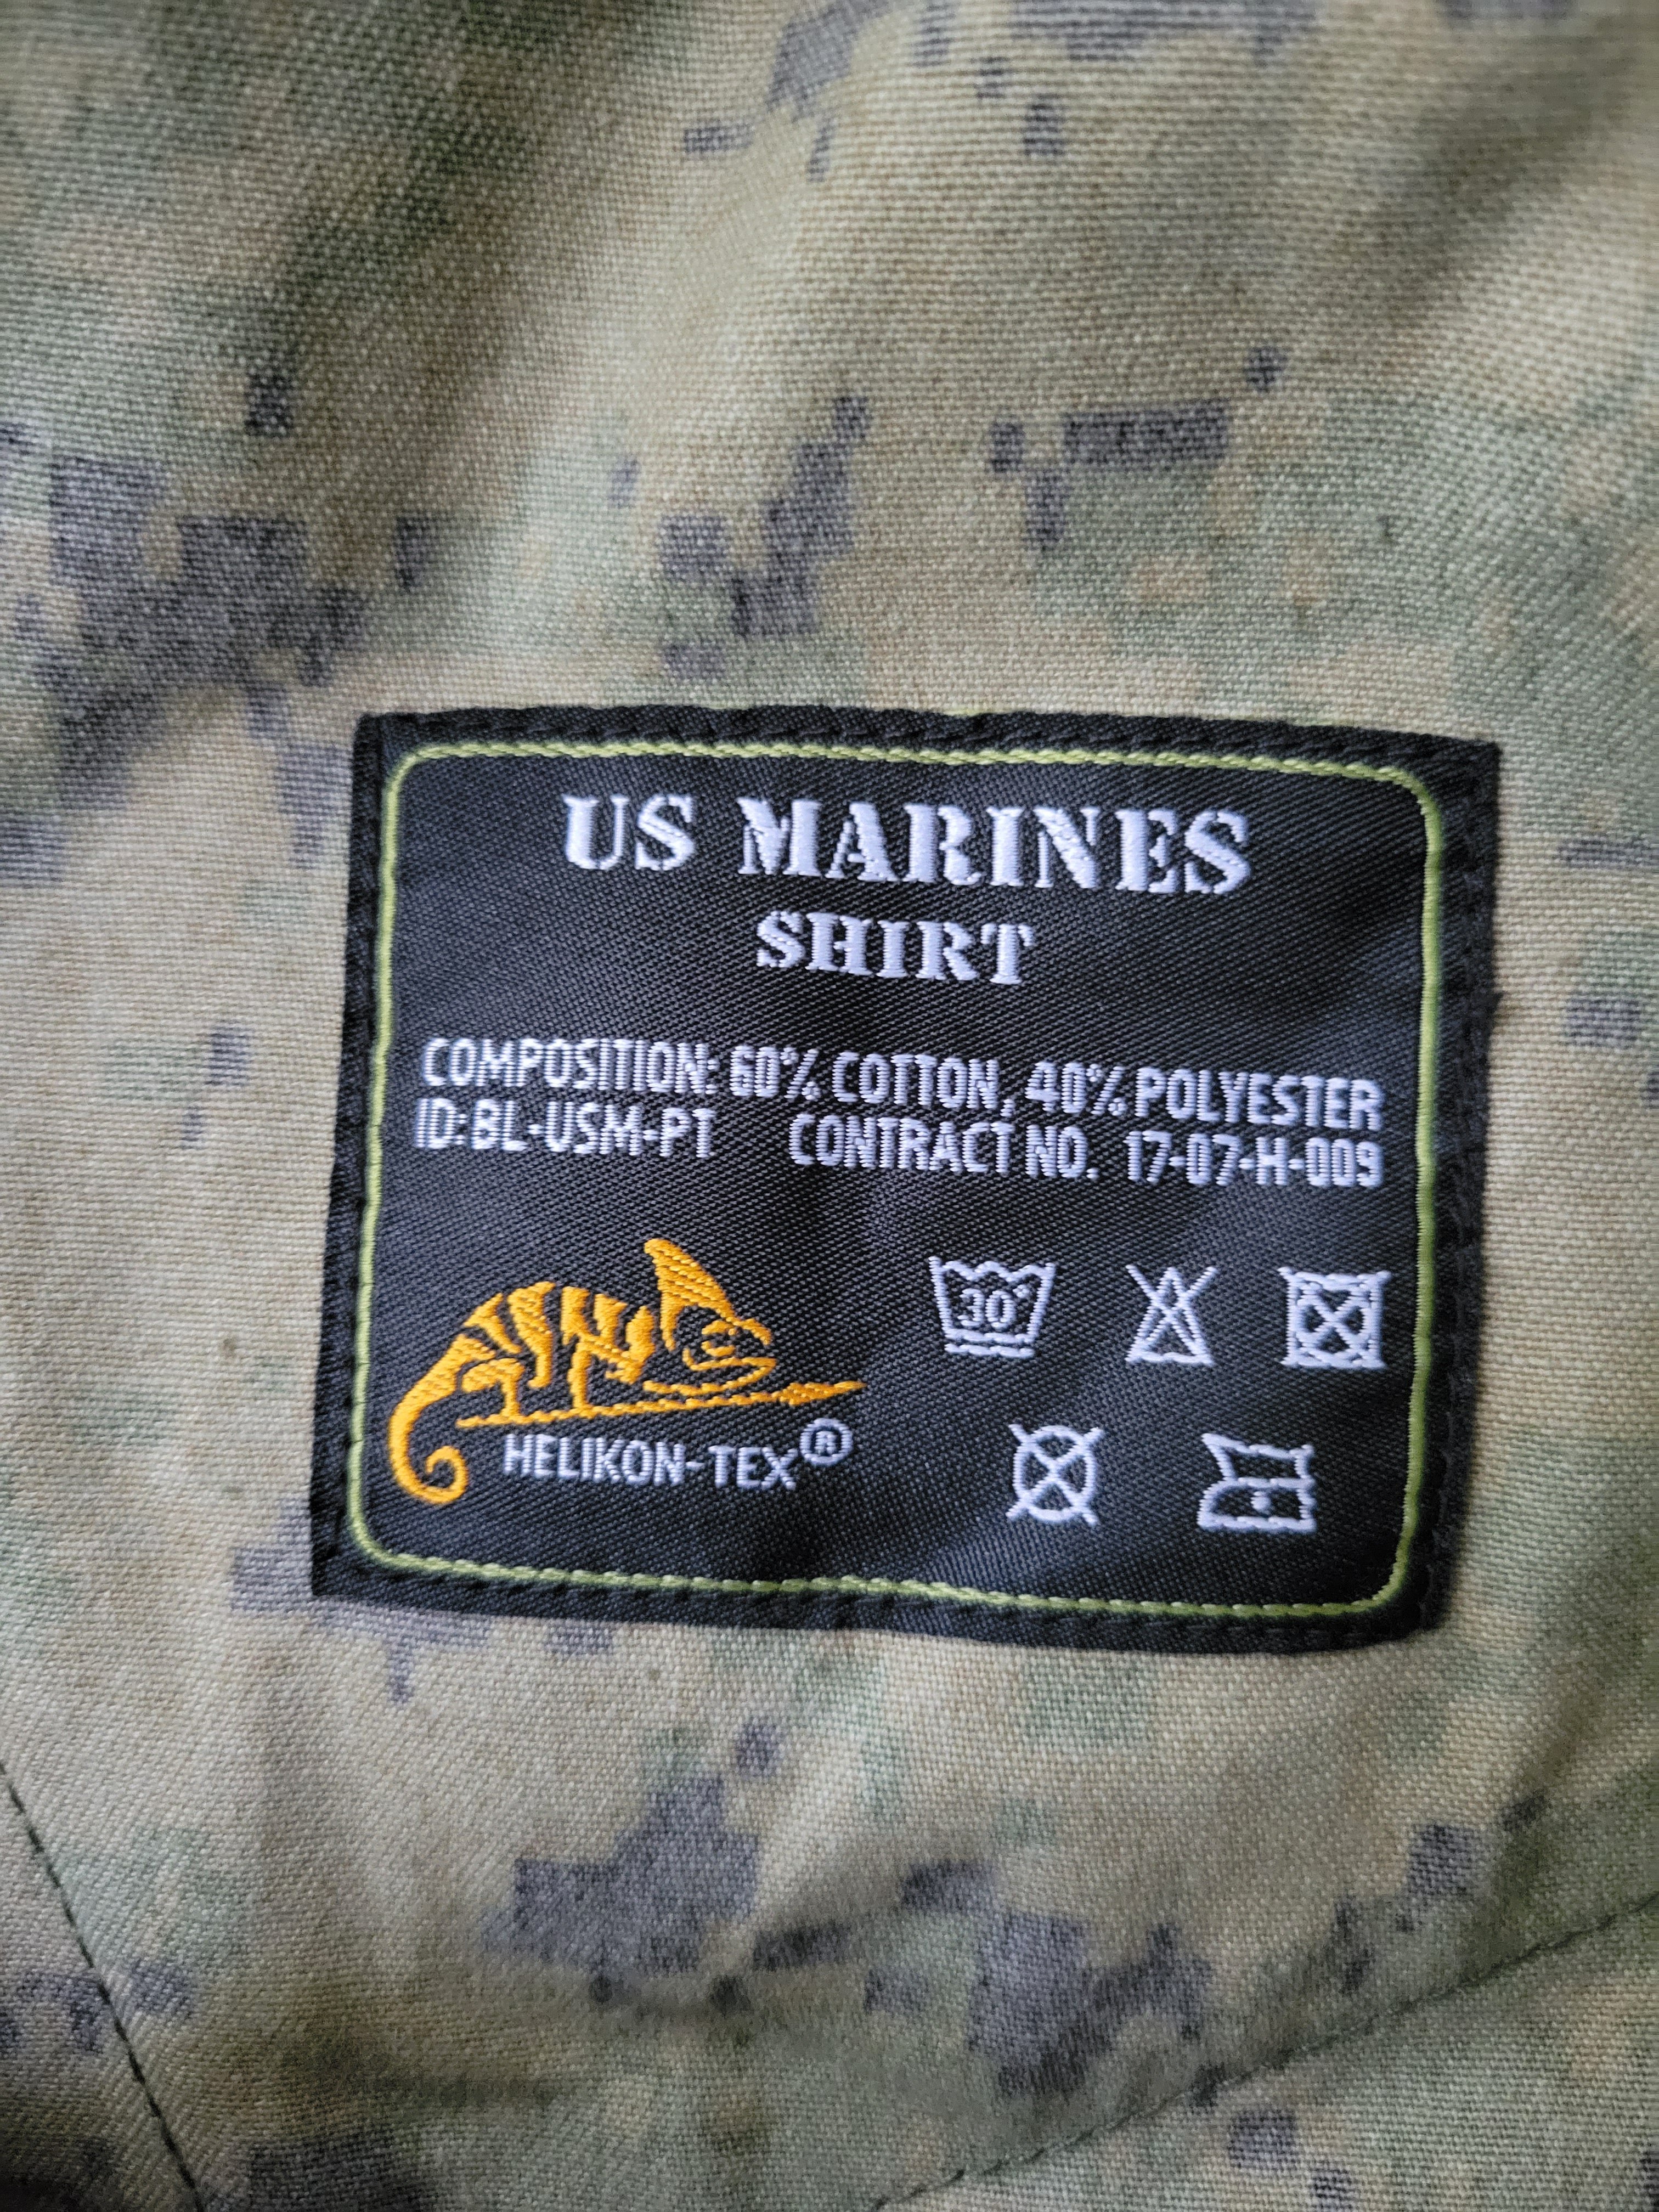 US MARINES
SHIRT
COMPOSITION: 60% COTTON, 40% POLYESTER
ID:BL-USM-PT CONTRACT NO. 17-07-H-009
30°
HELIKON-TEX®